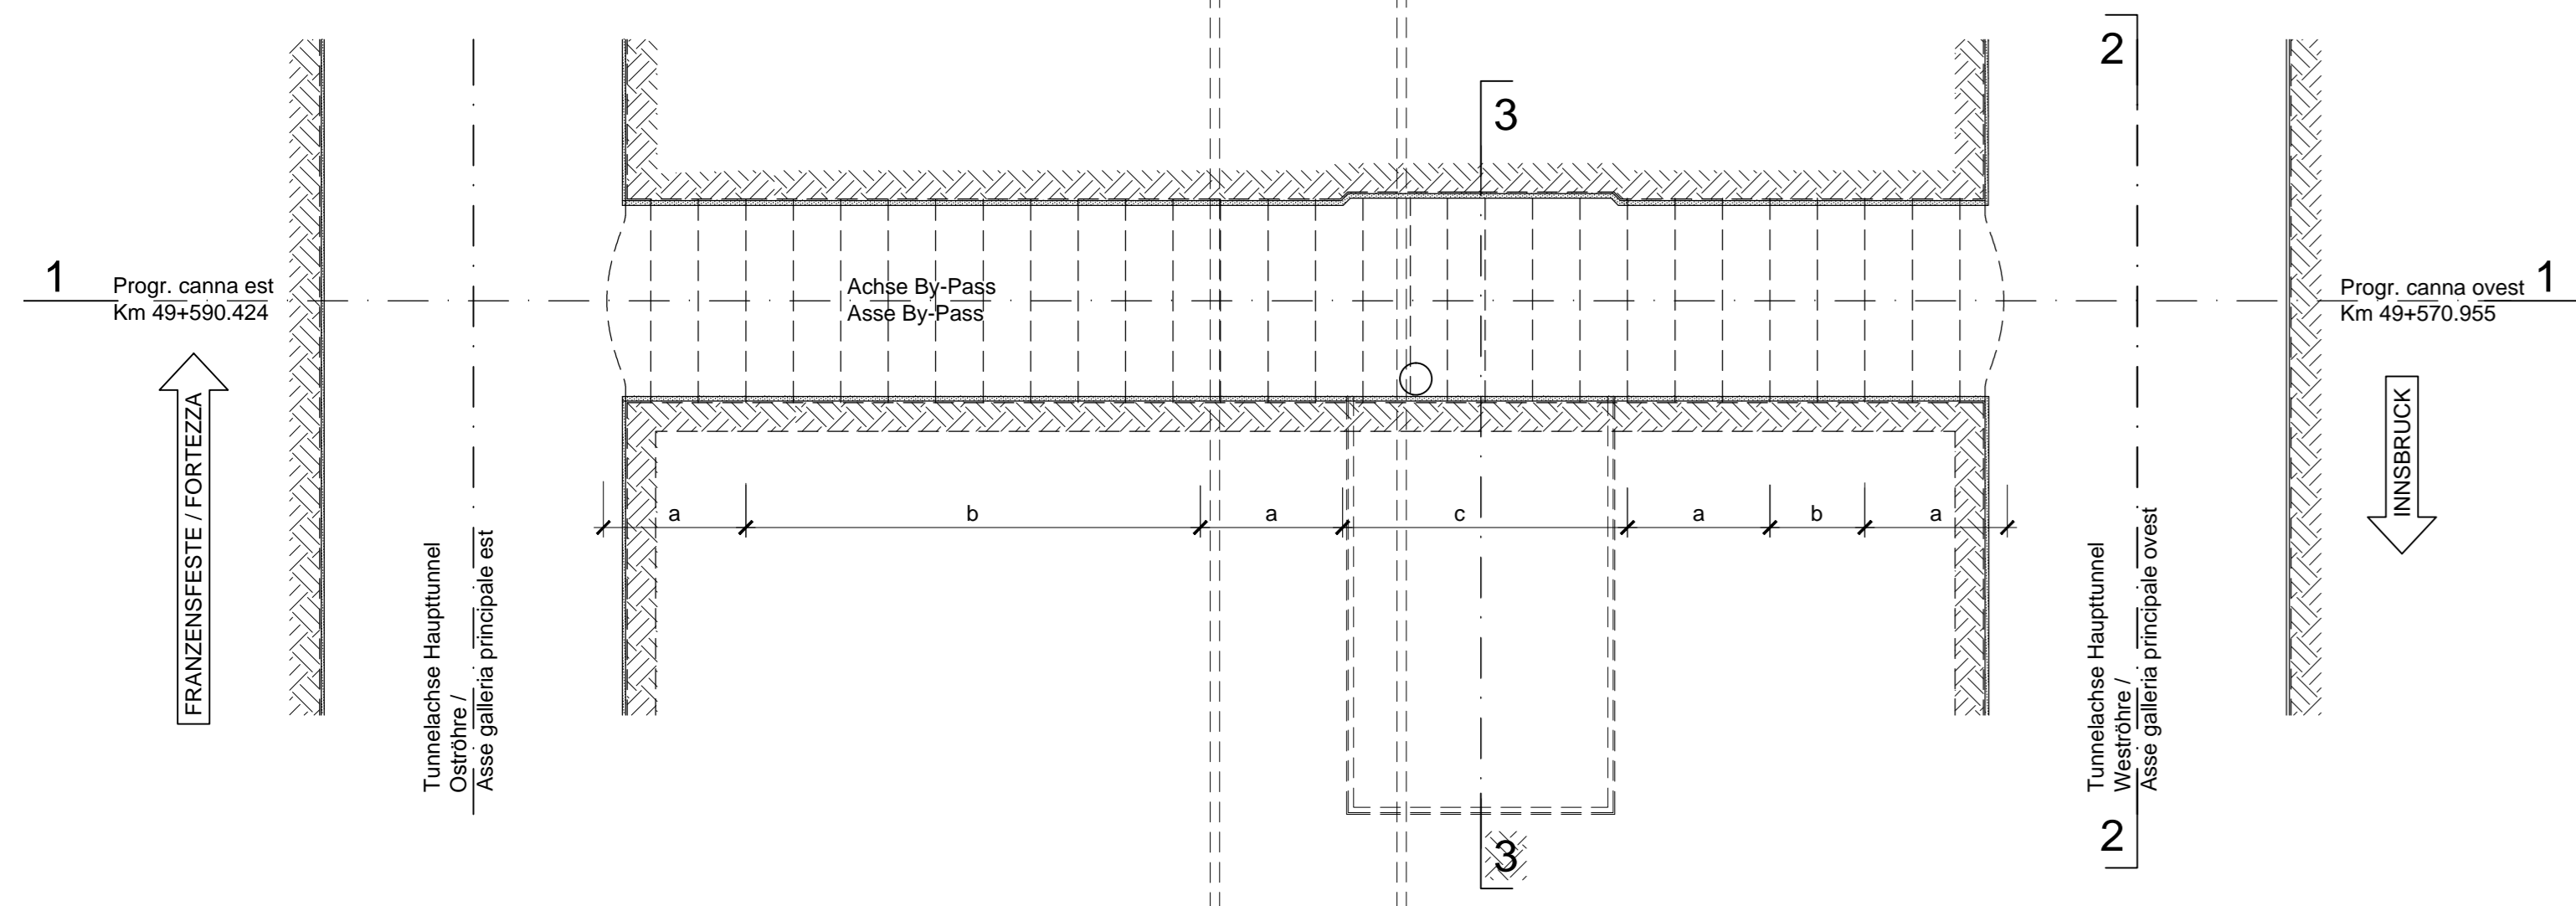 2
3
1
Progr. canna est
Km 49+590.424
Achse By-Pass
Asse By-Pass
Progr. canna ovest
Km 49+570.955
1
FRANZENSFESTE / FORTEZZA
INNSBRUCK
a
b
a
c
a
b
a
Tunnelachse Haupttunnel
Oströhre /
Asse galleria principale est
Tunnelachse Haupttunnel
Weströhre /
Asse galleria principale ovest
2
3